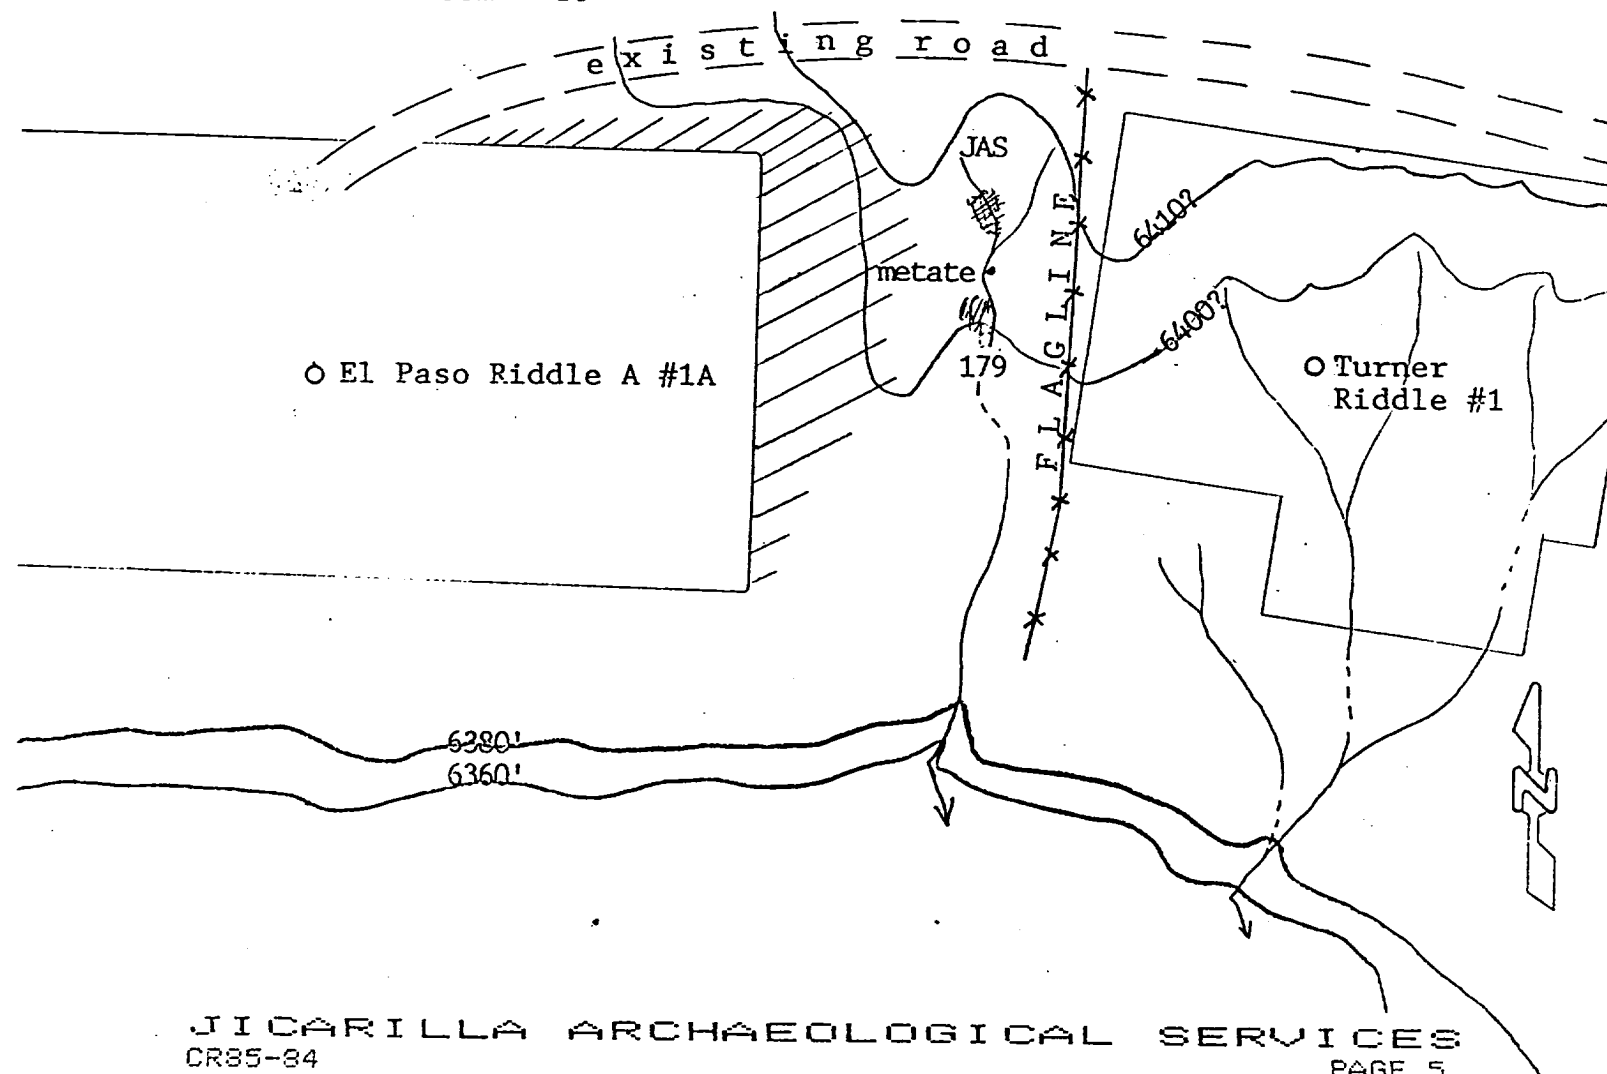 existing road
JAS
6410?
metate
6400?
179
FLAGLINE
El Paso Riddle A #1A
Turner
Riddle #1
6380'
6360'
JICARILLA ARCHAEOLOGICAL SERVICES
CR85-84
PAGE 5